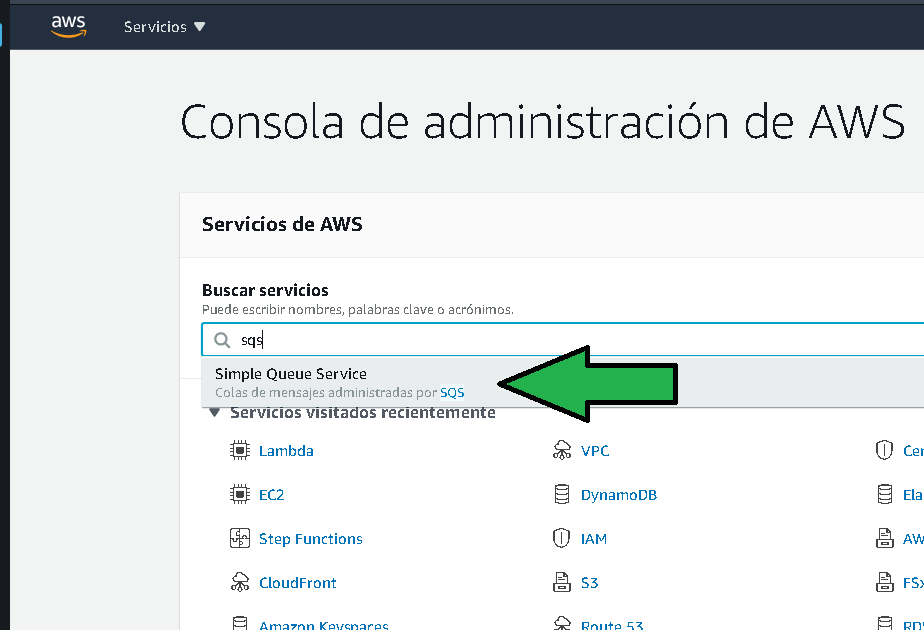 aws Servicios
Consola de administración de AWS
Servicios de AWS
Buscar servicios
Puede escribir nombres, palabras clave o acrónimos.
sqs
Simple Queue Service
Colas de mensajes administradas por SQS
Servicios visitados recientemente
Lambda VPC Cer
EC2 DynamoDB Ela
Step Functions IAM AW
CloudFront S3 FSx
Amazon Keyspaces Route 53 RDS